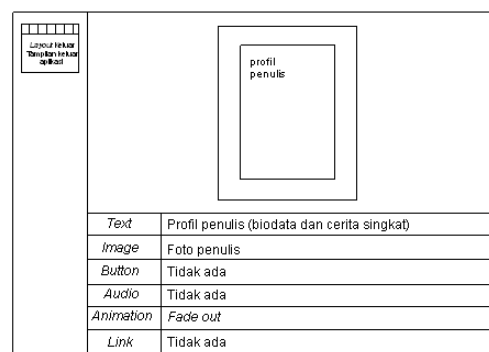 Layout keluar
Tampilan keluar
aplikasi
profil
penulis
Text Profil penulis (biodata dan cerita singkat)
Image Foto penulis
Button Tidak ada
Audio Tidak ada
Animation Fade out
Link Tidak ada